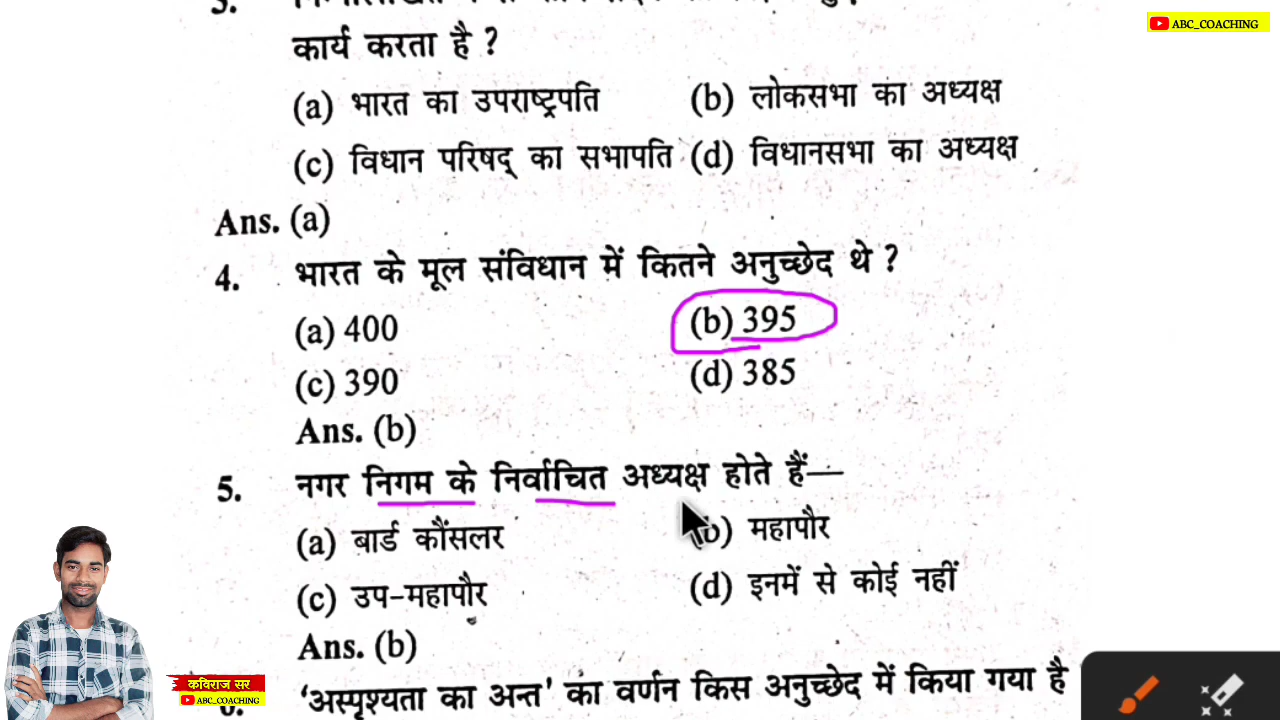 ABC_COACHING
3.
कार्य करता है ?
(a) भारत का उपराष्ट्रपति (b) लोकसभा का अध्यक्ष
(c) विधान परिषद् का सभापति (d) विधानसभा का अध्यक्ष
Ans. (a)
4. भारत के मूल संविधान में कितने अनुच्छेद थे ?
(a) 400 (b) 395
(c) 390 (d) 385
Ans. (b)
5. नगर निगम के निर्वाचित अध्यक्ष होते हैं—
(a) बार्ड कौंसलर (b) महापौर
(c) उप-महापौर (d) इनमें से कोई नहीं
Ans. (b)
6. 'अस्पृश्यता का अन्त' का वर्णन किस अनुच्छेद में किया गया है
कविराज सर
ABC_COACHING